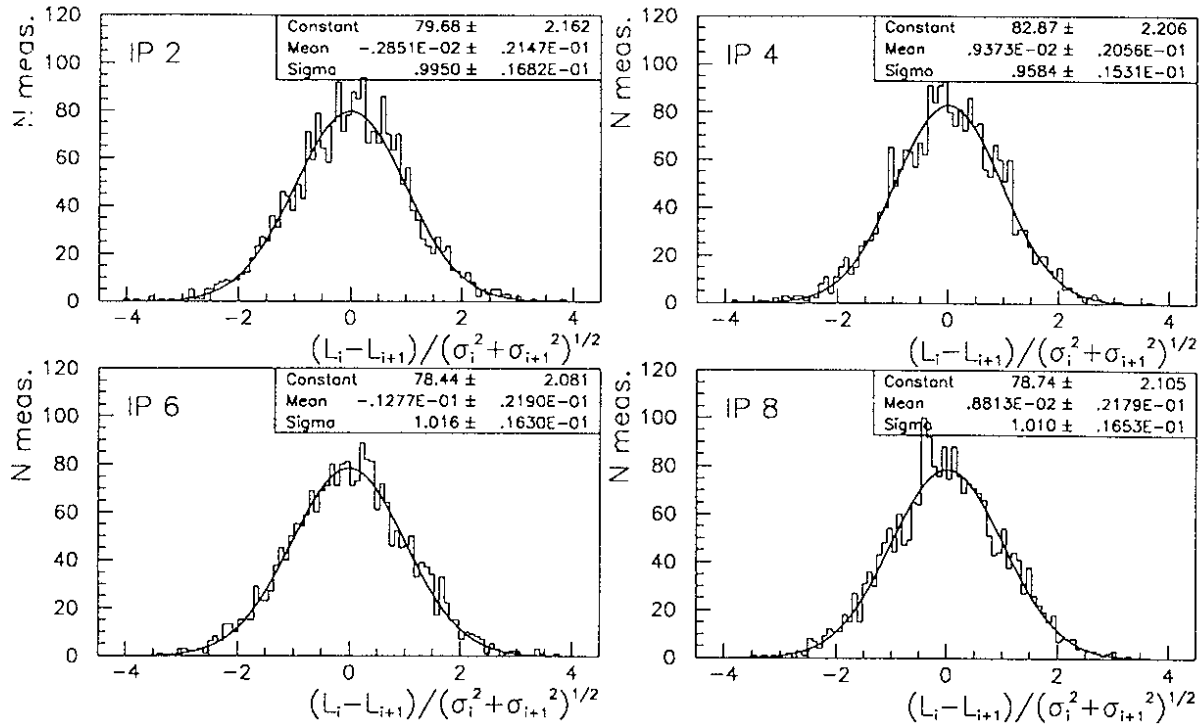 N meas.
120
100
80
60
40
20
0
IP 2
Constant 79.68 ± 2.162
Mean -.2851E-02 ± .2147E-01
Sigma .9950 ± .1682E-01
-4 -2 0 2 4
(L_i-L_{i+1})/(σ_i^2+σ_{i+1}^2)^{1/2}
N meas.
120
100
80
60
40
20
0
IP 4
Constant 82.87 ± 2.206
Mean .9373E-02 ± .2056E-01
Sigma .9584 ± .1531E-01
-4 -2 0 2 4
(L_i-L_{i+1})/(σ_i^2+σ_{i+1}^2)^{1/2}
N meas.
120
100
80
60
40
20
0
IP 6
Constant 78.44 ± 2.081
Mean -.1277E-01 ± .2190E-01
Sigma 1.016 ± .1630E-01
-4 -2 0 2 4
(L_i-L_{i+1})/(σ_i^2+σ_{i+1}^2)^{1/2}
N meas.
120
100
80
60
40
20
0
IP 8
Constant 78.74 ± 2.105
Mean .8813E-02 ± .2179E-01
Sigma 1.010 ± .1653E-01
-4 -2 0 2 4
(L_i-L_{i+1})/(σ_i^2+σ_{i+1}^2)^{1/2}